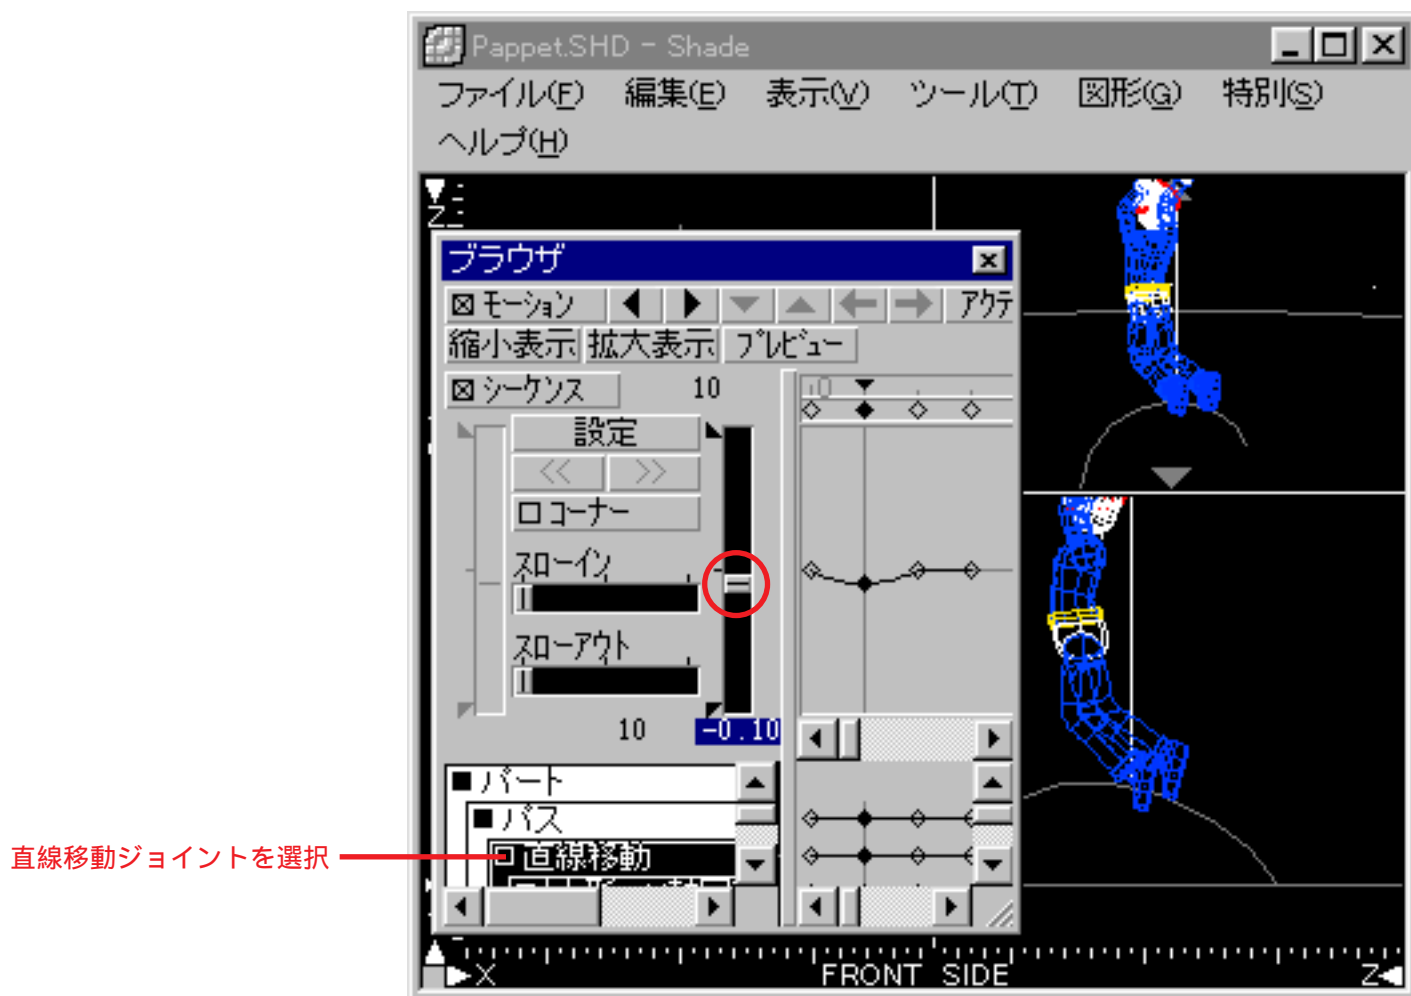 Pappet.SHD - Shade
ファイル(F) 編集(E) 表示(V) ツール(T) 図形(G) 特別(S)
ヘルプ(H)
Z
ブラウザ
モーション アクテ
縮小表示 拡大表示 プレビュー
シーケンス 10
0
設定
<< >>
コーナー
スローイン
スローアウト
10 -0.10
パート
パス
直線移動ジョイントを選択
直線移動
X FRONT SIDE Z